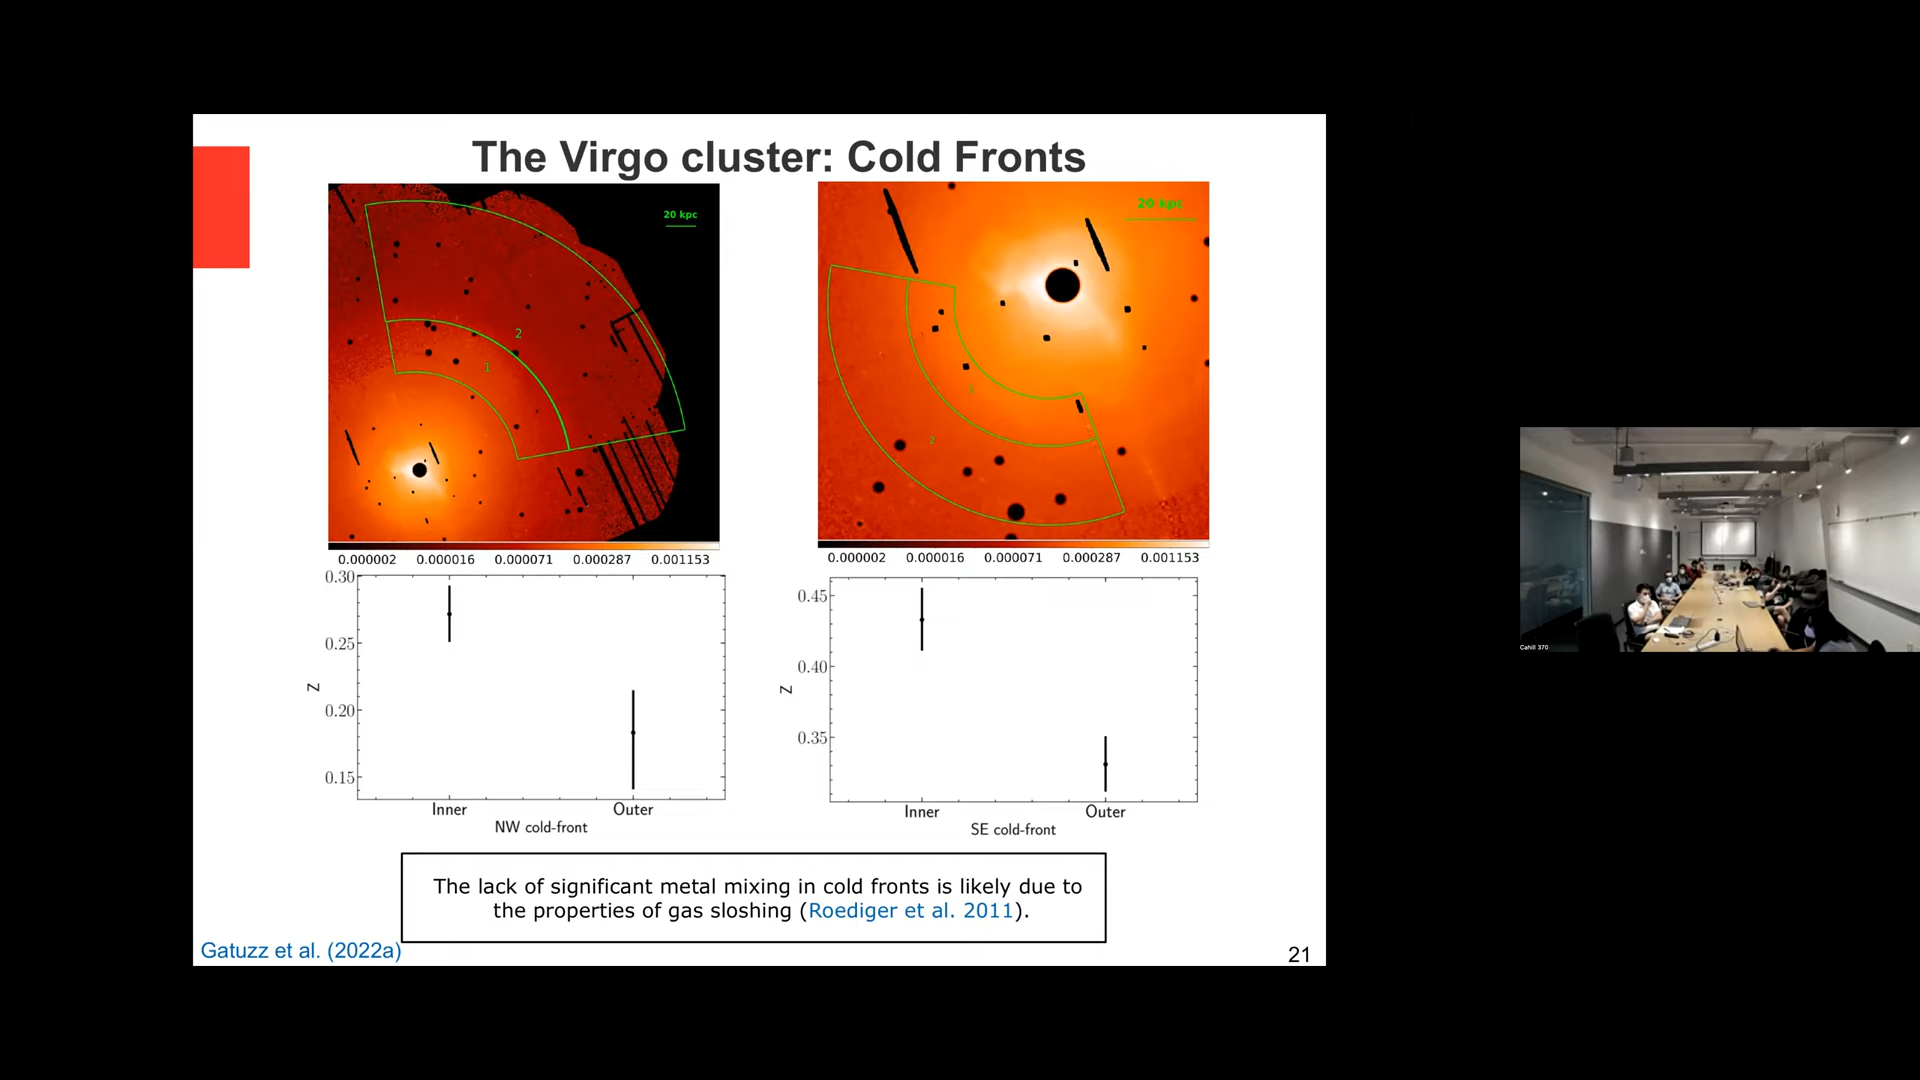 The Virgo cluster: Cold Fronts
20 kpc
2
1
20 kpc
1
2
0.000002 0.000016 0.000071 0.000287 0.001153
0.000002 0.000016 0.000071 0.000287 0.001153
0.30
0.25
0.20
0.15
Z
Inner Outer
NW cold-front
0.45
0.40
0.35
Z
Inner Outer
SE cold-front
The lack of significant metal mixing in cold fronts is likely due to
the properties of gas sloshing (Roediger et al. 2011).
Gatuzz et al. (2022a)
21
Cahill 370